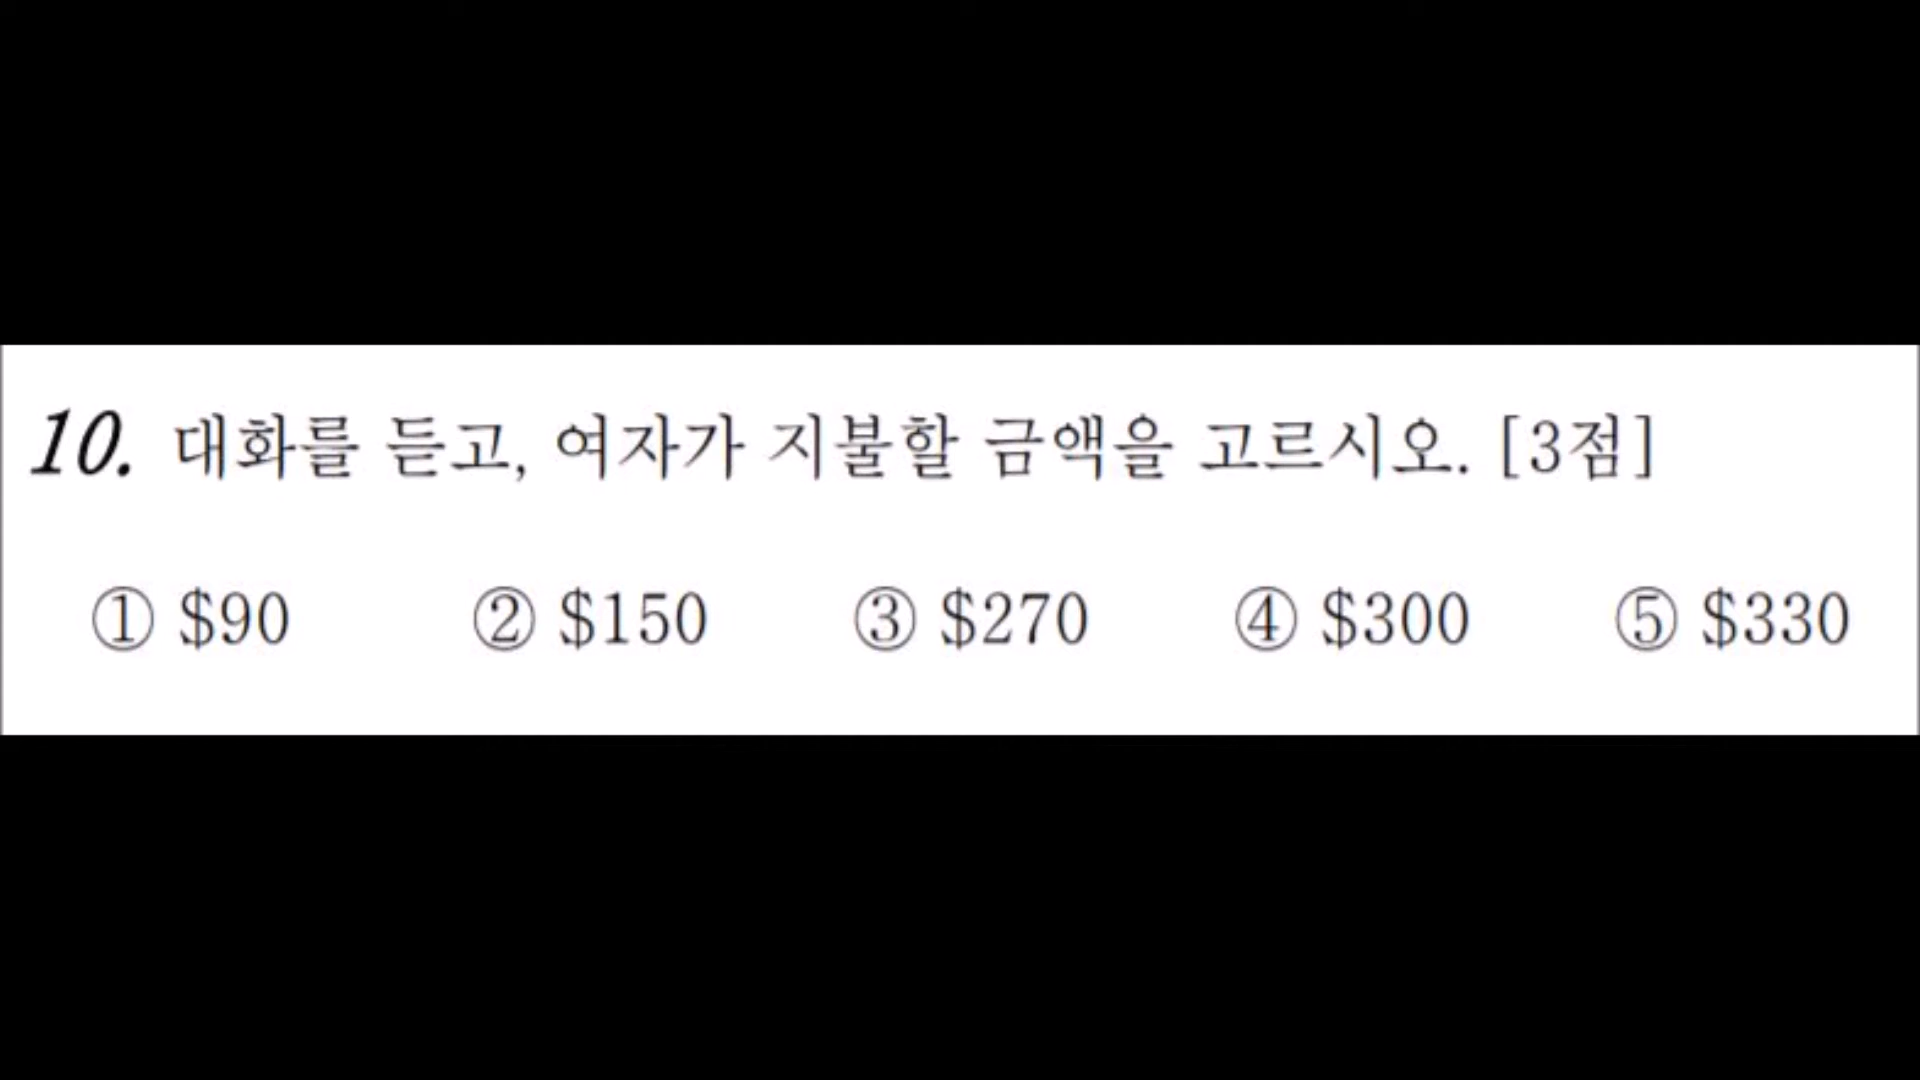 10. 대화를 듣고, 여자가 지불할 금액을 고르시오. [3점]
① $90 ② $150 ③ $270 ④ $300 ⑤ $330